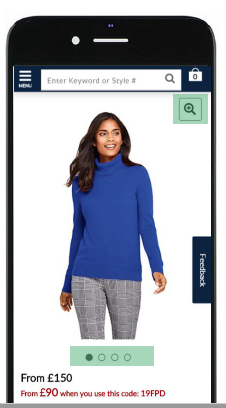 MENU
Enter Keyword or Style #
0
Feedback
From £150
From £90 when you use this code: 19FPD